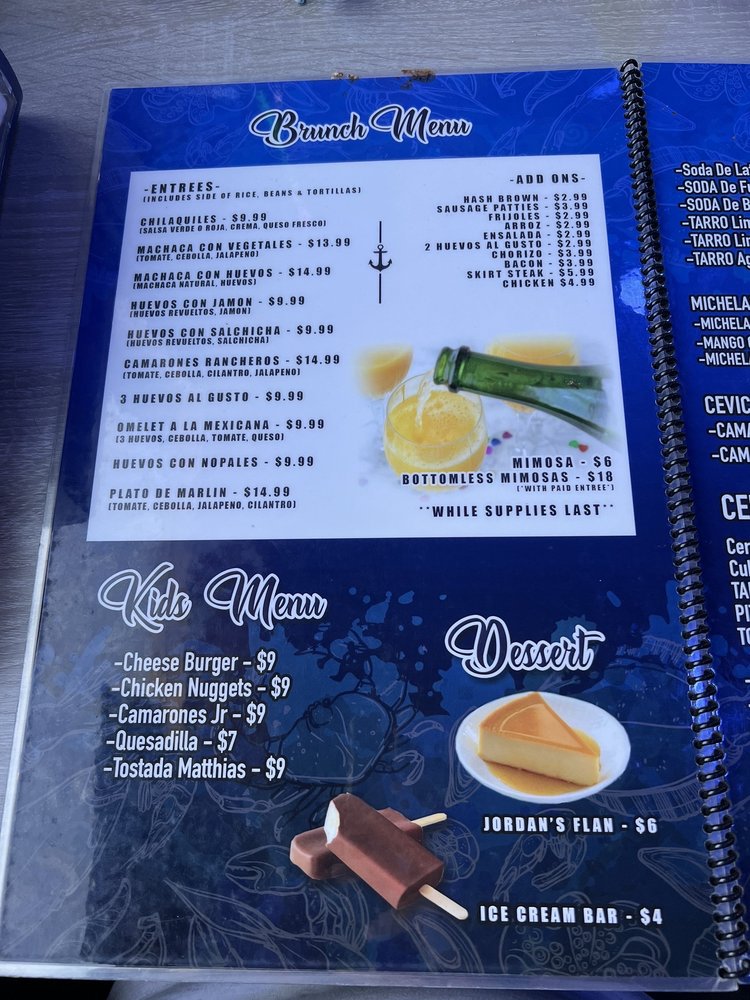 Brunch Menu
-ENTREES-
(INCLUDES SIDE OF RICE, BEANS & TORTILLAS)
CHILAQUILES - $9.99
(SALSA VERDE O ROJA, CREMA, QUESO FRESCO)
MACHACA CON VEGETALES - $13.99
(TOMATE, CEBOLLA, JALAPENO)
MACHACA CON HUEVOS - $14.99
(MACHACA NATURAL, HUEVOS)
HUEVOS CON JAMON - $9.99
(HUEVOS REVUELTOS, JAMON)
HUEVOS CON SALCHICHA - $9.99
(HUEVOS REVUELTOS, SALCHICHA)
CAMARONES RANCHEROS - $14.99
(TOMATE, CEBOLLA, CILANTRO, JALAPENO)
3 HUEVOS AL GUSTO - $9.99
OMELET A LA MEXICANA - $9.99
(3 HUEVOS, CEBOLLA, TOMATE, QUESO)
HUEVOS CON NOPALES - $9.99
PLATO DE MARLIN - $14.99
(TOMATE, CEBOLLA, JALAPENO, CILANTRO)
-ADD ONS-
HASH BROWN - $2.99
SAUSAGE PATTIES - $3.99
FRIJOLES - $2.99
ARROZ - $2.99
ENSALADA - $2.99
2 HUEVOS AL GUSTO - $2.99
CHORIZO - $3.99
BACON - $3.99
SKIRT STEAK - $5.99
CHICKEN $4.99
MIMOSA - $6
BOTTOMLESS MIMOSAS - $18
(*WITH PAID ENTREE*)
**WHILE SUPPLIES LAST**
Kids Menu
-Cheese Burger - $9
-Chicken Nuggets - $9
-Camarones Jr - $9
-Quesadilla - $7
-Tostada Matthias - $9
Dessert
JORDAN'S FLAN - $6
ICE CREAM BAR - $4
-Soda De
-SODA De
-SODA De
-TARRO
-TARRO
-TARRO
-MANGO